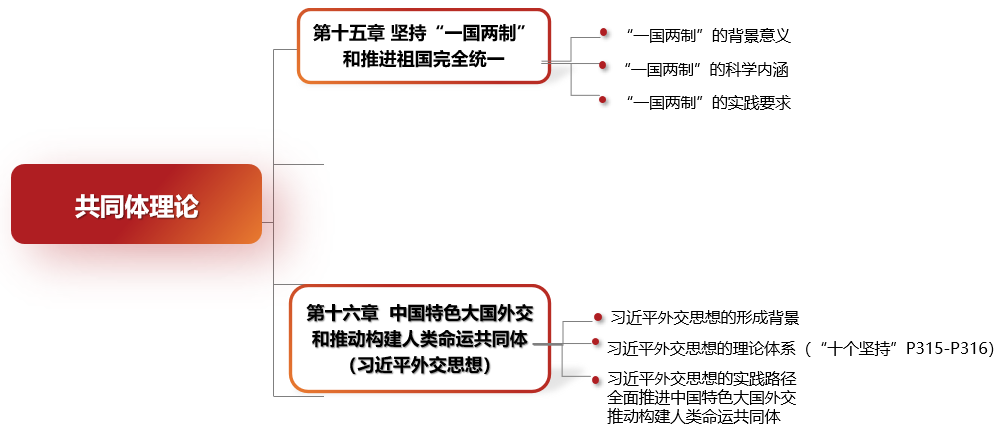 共同体理论
第十五章 坚持“一国两制”
和推进祖国完全统一
“一国两制”的背景意义
“一国两制”的科学内涵
“一国两制”的实践要求
第十六章 中国特色大国外交
和推动构建人类命运共同体
（习近平外交思想）
习近平外交思想的形成背景
习近平外交思想的理论体系（“十个坚持”P315-P316）
习近平外交思想的实践路径
全面推进中国特色大国外交
推动构建人类命运共同体